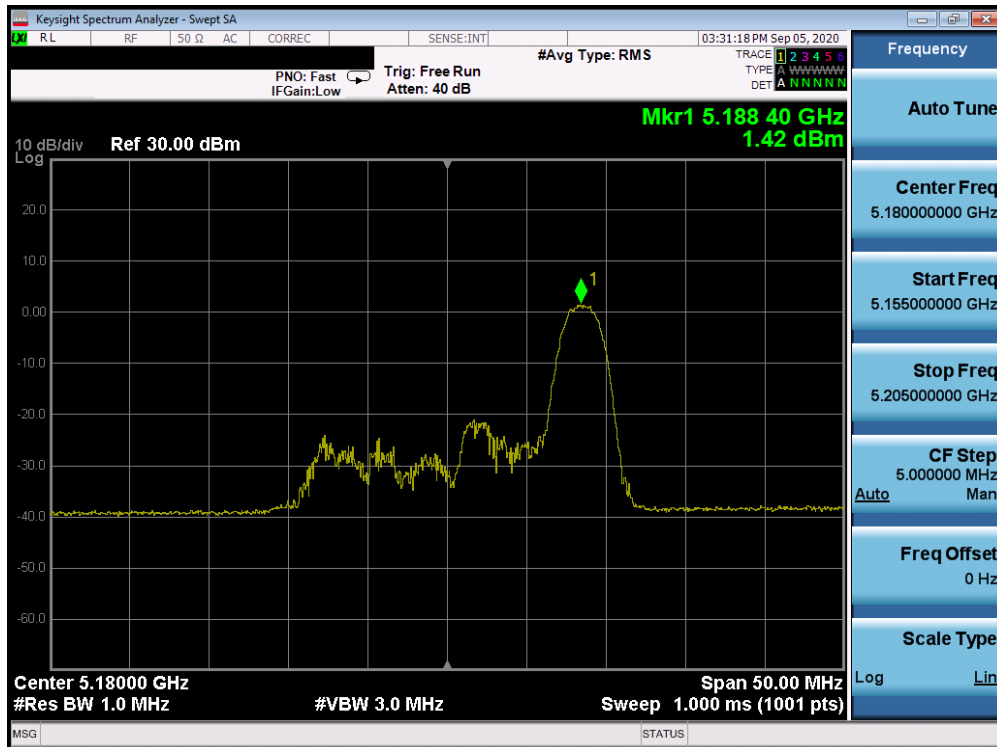 Keysight Spectrum Analyzer - Swept SA
LXI RL RF 50 Ω AC CORREC SENSE:INT 03:31:18 PM Sep 05, 2020
#Avg Type: RMS
TRACE 1 2 3 4 5 6
PNO: Fast Trig: Free Run
TYPE A WWWWW
IFGain:Low Atten: 40 dB
DET A N N N N N
Mkr1 5.188 40 GHz
1.42 dBm
10 dB/div Ref 30.00 dBm
Log
20.0
10.0
0.00
-10.0
-20.0
-30.0
-40.0
-50.0
-60.0
1
Center 5.18000 GHz Span 50.00 MHz
#Res BW 1.0 MHz #VBW 3.0 MHz Sweep 1.000 ms (1001 pts)
MSG STATUS
Frequency
Auto Tune
Center Freq
5.180000000 GHz
Start Freq
5.155000000 GHz
Stop Freq
5.205000000 GHz
CF Step
5.000000 MHz
Auto Man
Freq Offset
0 Hz
Scale Type
Log Lin